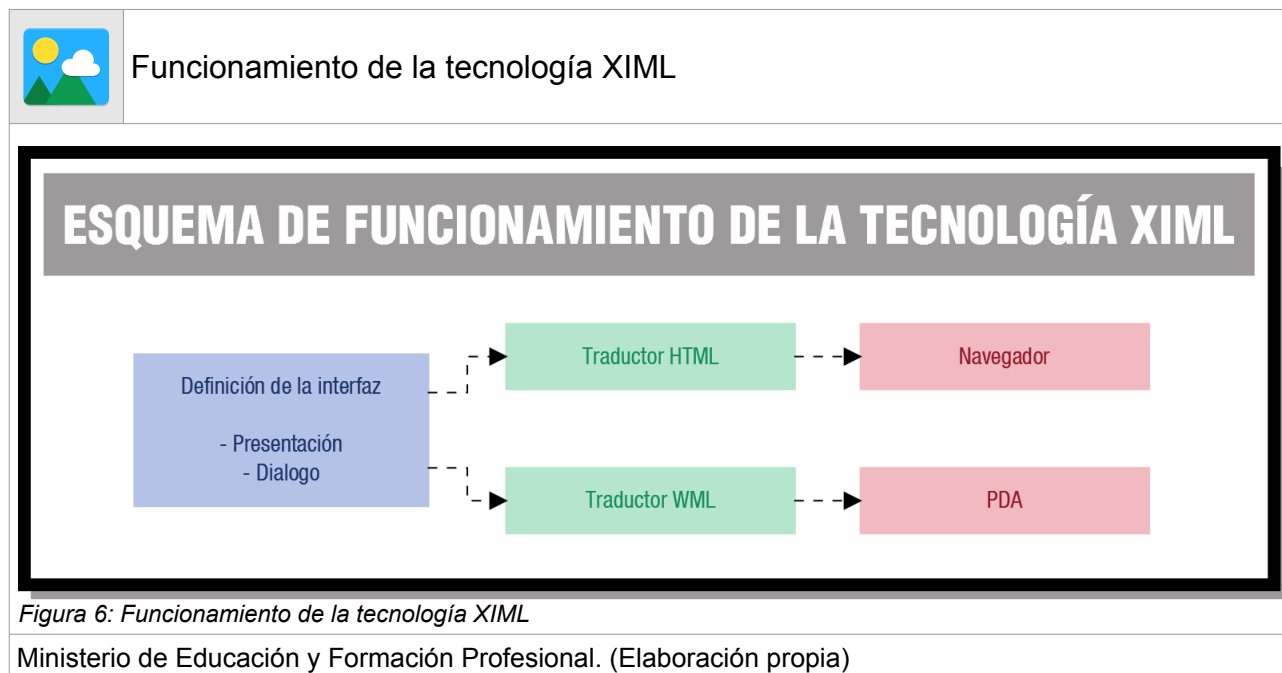 Funcionamiento de la tecnología XIML
ESQUEMA DE FUNCIONAMIENTO DE LA TECNOLOGÍA XIML
Definición de la interfaz
- Presentación
- Dialogo
Traductor HTML
Navegador
Traductor WML
PDA
Figura 6: Funcionamiento de la tecnología XIML
Ministerio de Educación y Formación Profesional. (Elaboración propia)